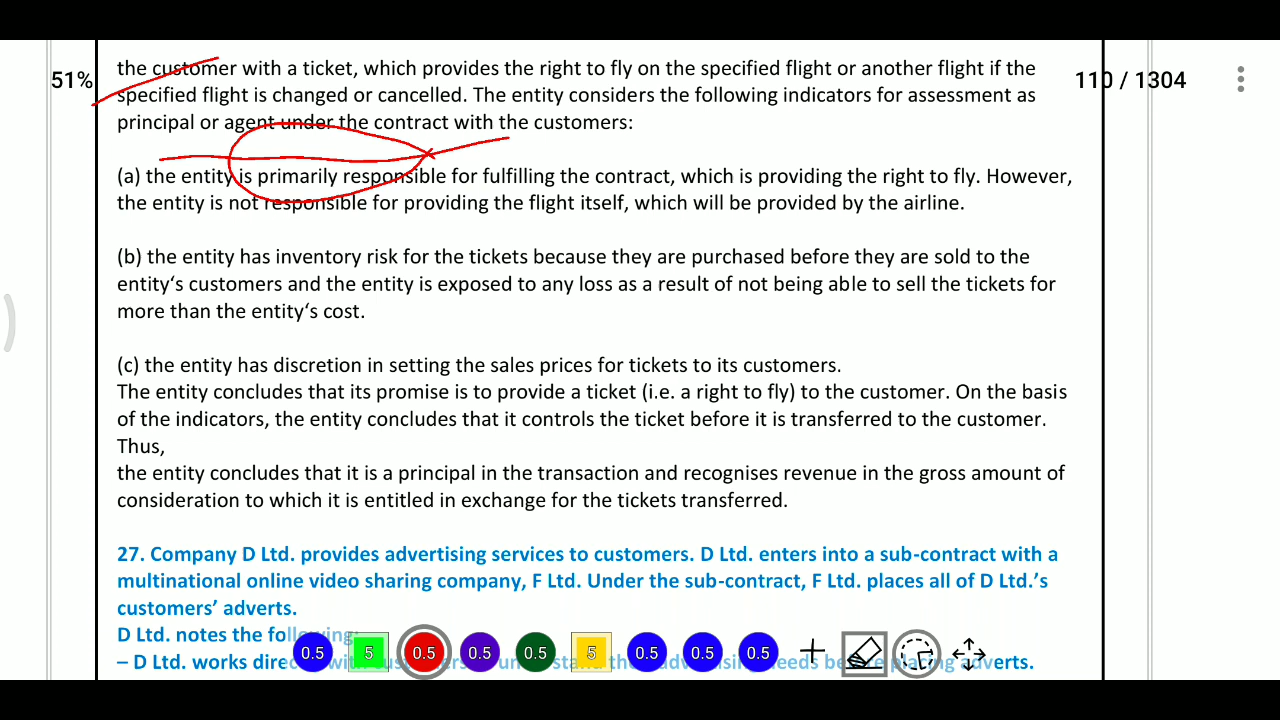 the customer with a ticket, which provides the right to fly on the specified flight or another flight if the
51%
110 / 1304
specified flight is changed or cancelled. The entity considers the following indicators for assessment as
principal or agent under the contract with the customers:
(a) the entity is primarily responsible for fulfilling the contract, which is providing the right to fly. However,
the entity is not responsible for providing the flight itself, which will be provided by the airline.
(b) the entity has inventory risk for the tickets because they are purchased before they are sold to the
entity‘s customers and the entity is exposed to any loss as a result of not being able to sell the tickets for
more than the entity‘s cost.
(c) the entity has discretion in setting the sales prices for tickets to its customers.
The entity concludes that its promise is to provide a ticket (i.e. a right to fly) to the customer. On the basis
of the indicators, the entity concludes that it controls the ticket before it is transferred to the customer.
Thus,
the entity concludes that it is a principal in the transaction and recognises revenue in the gross amount of
consideration to which it is entitled in exchange for the tickets transferred.
27. Company D Ltd. provides advertising services to customers. D Ltd. enters into a sub-contract with a
multinational online video sharing company, F Ltd. Under the sub-contract, F Ltd. places all of D Ltd.’s
customers’ adverts.
D Ltd. notes the following:
– D Ltd. works directly with customers to understand their advertising needs before placing adverts.
0.5 5 0.5 0.5 0.5 5 0.5 0.5 0.5